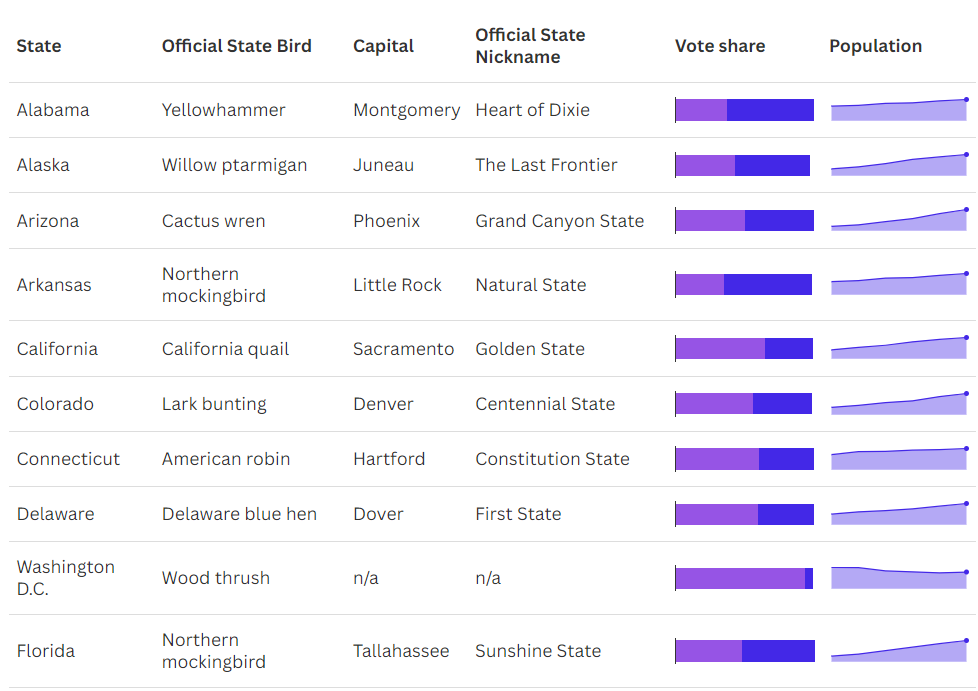 State Official State Bird Capital Official State Nickname Vote share Population
Alabama Yellowhammer Montgomery Heart of Dixie
Alaska Willow ptarmigan Juneau The Last Frontier
Arizona Cactus wren Phoenix Grand Canyon State
Arkansas Northern mockingbird Little Rock Natural State
California California quail Sacramento Golden State
Colorado Lark bunting Denver Centennial State
Connecticut American robin Hartford Constitution State
Delaware Delaware blue hen Dover First State
Washington D.C. Wood thrush n/a n/a
Florida Northern mockingbird Tallahassee Sunshine State